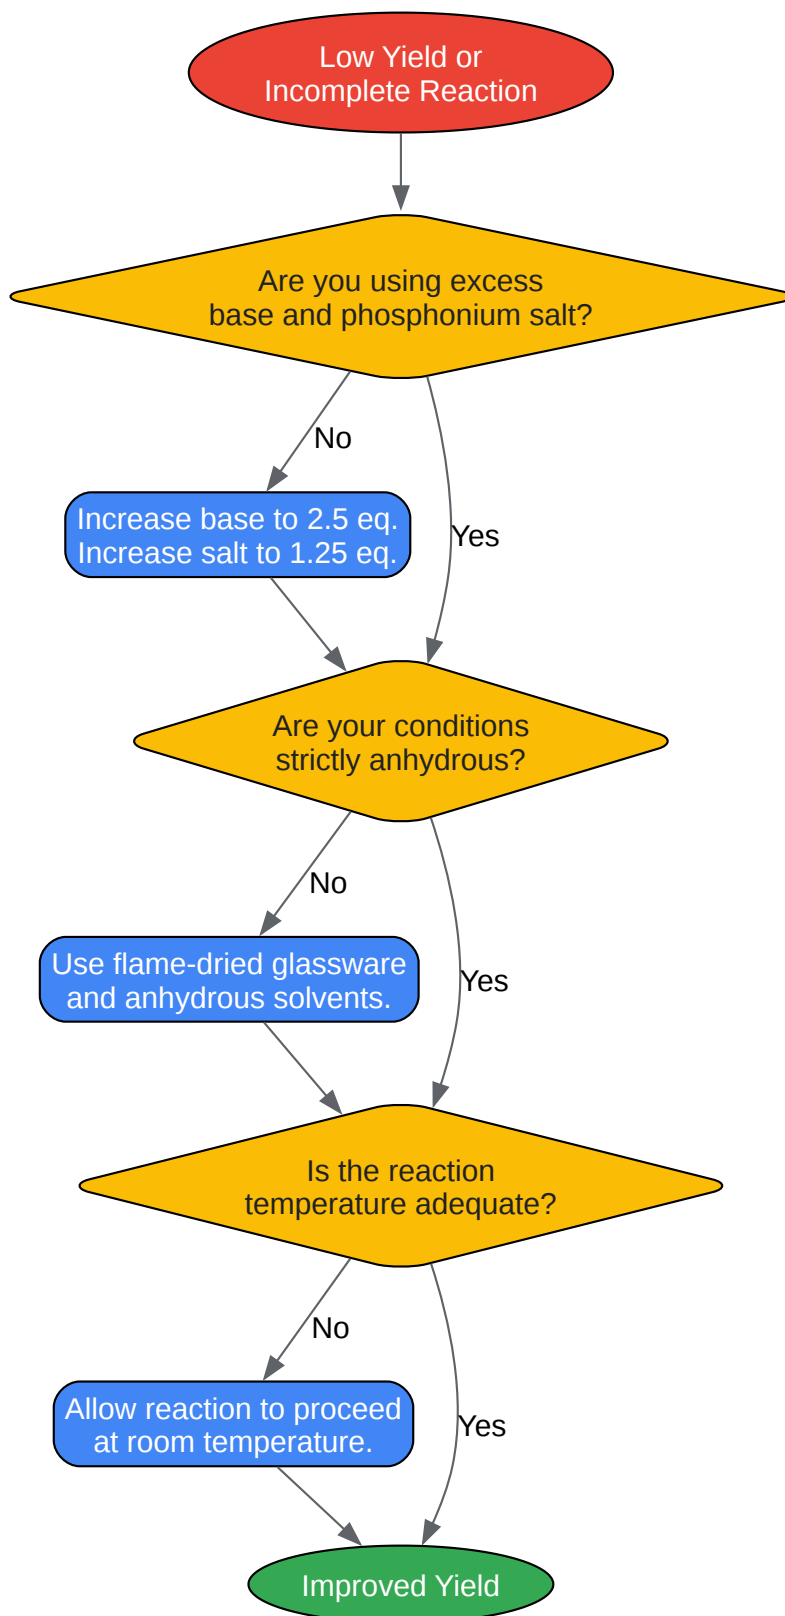 Low Yield or
Incomplete Reaction
Are you using excess
base and phosphonium salt?
No
Increase base to 2.5 eq.
Increase salt to 1.25 eq.
Yes
Are your conditions
strictly anhydrous?
No
Use flame-dried glassware
and anhydrous solvents.
Yes
Is the reaction
temperature adequate?
No
Allow reaction to proceed
at room temperature.
Yes
Improved Yield